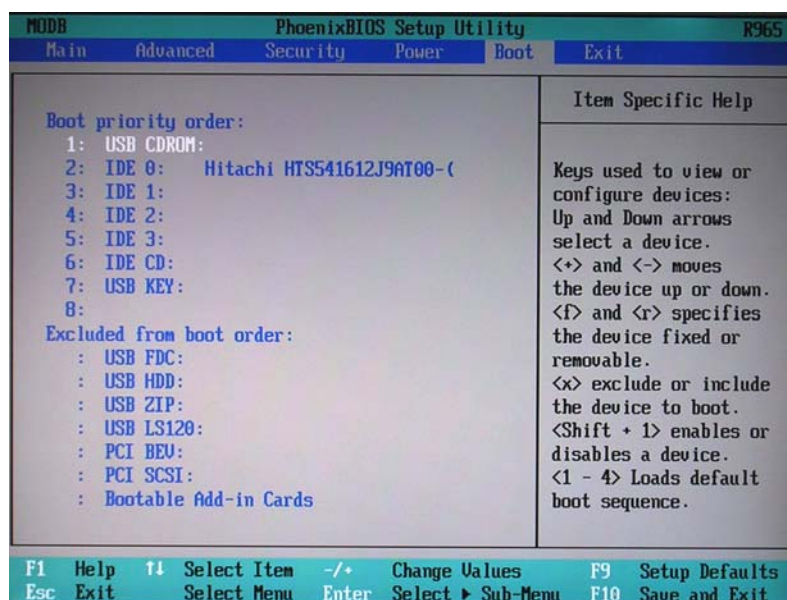 MODB PhoenixBIOS Setup Utility R965
Main Advanced Security Power Boot Exit
Boot priority order:
1: USB CDROM:
2: IDE 0: Hitachi HTS541612J9AT00-(
3: IDE 1:
4: IDE 2:
5: IDE 3:
6: IDE CD:
7: USB KEY:
8:
Excluded from boot order:
: USB FDC:
: USB HDD:
: USB ZIP:
: USB LS120:
: PCI BEV:
: PCI SCSI:
: Bootable Add-in Cards
Item Specific Help
Keys used to view or
configure devices:
Up and Down arrows
select a device.
<+> and <-> moves
the device up or down.
<f> and <r> specifies
the device fixed or
removable.
<x> exclude or include
the device to boot.
<Shift + 1> enables or
disables a device.
<1 - 4> Loads default
boot sequence.
F1 Help ↑↓ Select Item -/+ Change Values F9 Setup Defaults
Esc Exit Select Menu Enter Select ▶ Sub-Menu F10 Save and Exit